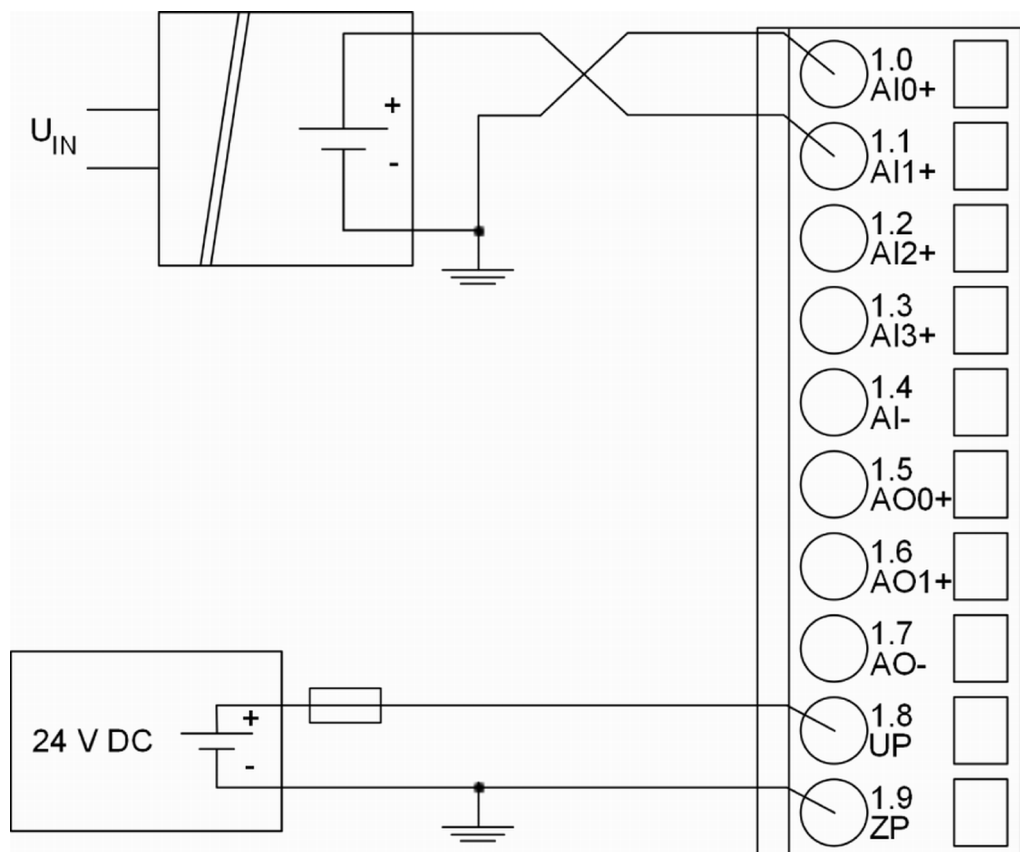 U_IN
+
-
1.0
AI0+
1.1
AI1+
1.2
AI2+
1.3
AI3+
1.4
AI-
1.5
AO0+
1.6
AO1+
1.7
AO-
24 V DC
+
-
1.8
UP
1.9
ZP